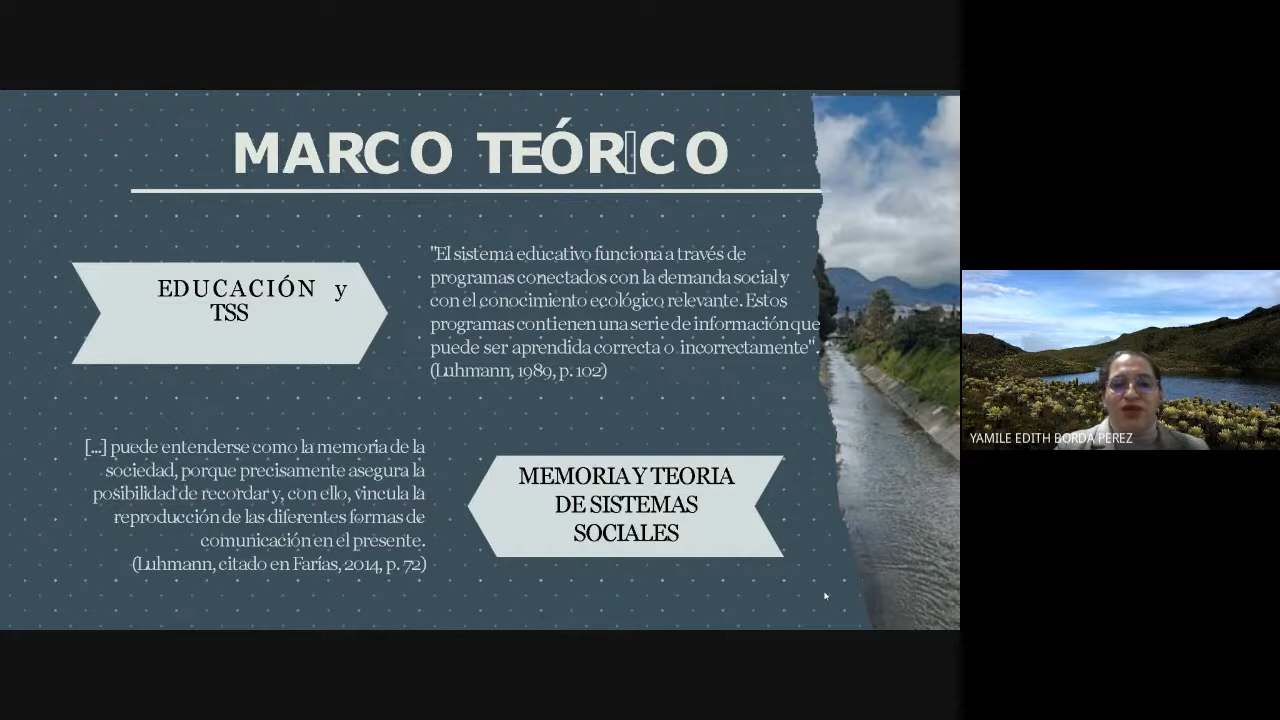 MARCO TEÓRICO
EDUCACIÓN y
TSS
"El sistema educativo funciona a través de
programas conectados con la demanda social y
con el conocimiento ecológico relevante. Estos
programas contienen una serie de información que
puede ser aprendida correcta o incorrectamente".
(Luhmann, 1989, p. 102)
[...] puede entenderse como la memoria de la
sociedad, porque precisamente asegura la
posibilidad de recordar y, con ello, vincula la
reproducción de las diferentes formas de
comunicación en el presente.
(Luhmann, citado en Farías, 2014, p. 72)
MEMORIA Y TEORIA
DE SISTEMAS
SOCIALES
YAMILE EDITH BORDA PEREZ